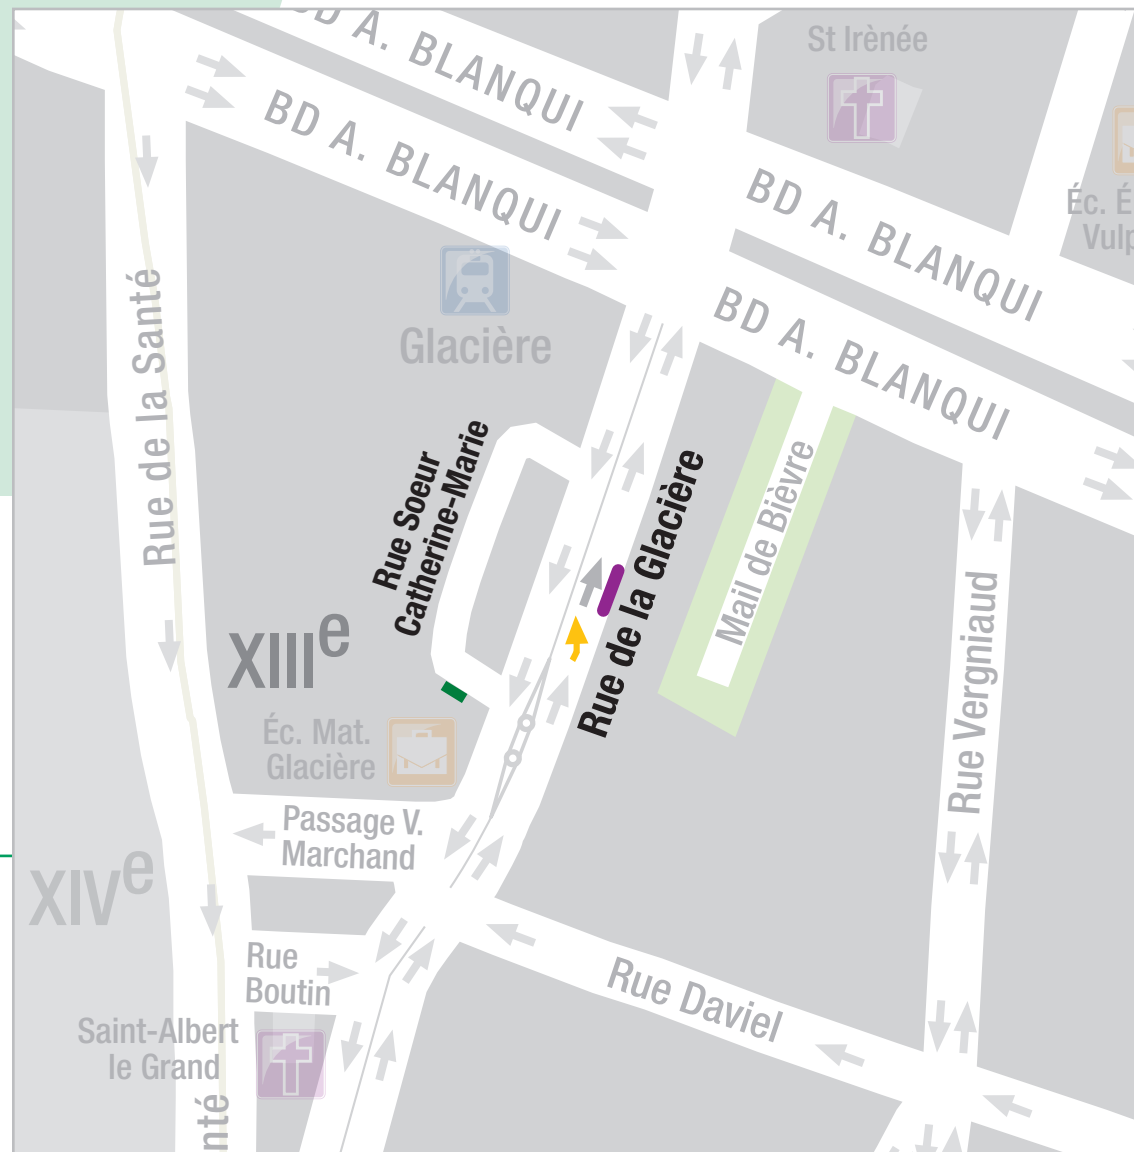 BD A. BLANQUI
St Irènée
BD A. BLANQUI
BD A. BLANQUI
Éc. É
Vulp
Rue de la Santé
Glacière
BD A. BLANQUI
Rue Soeur
Catherine-Marie
Rue de la Glacière
Mail de Bièvre
XIIIe
Rue Vergniaud
Éc. Mat.
Glacière
Passage V.
Marchand
XIVe
Rue
Boutin
Rue Daviel
Saint-Albert
le Grand
nté